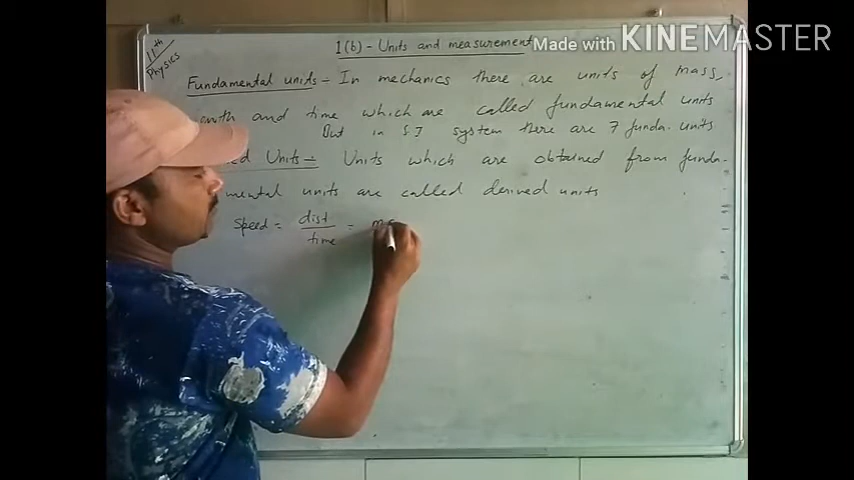 11th
Physics
1(b) - Units and measurement
Made with KINEMASTER
Fundamental units = In mechanics there are units of mass,
and time which are called fundamental units
But in S.I system there are 7 funda. units
Units = Units which are obtained from funda-
mental units are called derived units
Speed = dist/time =